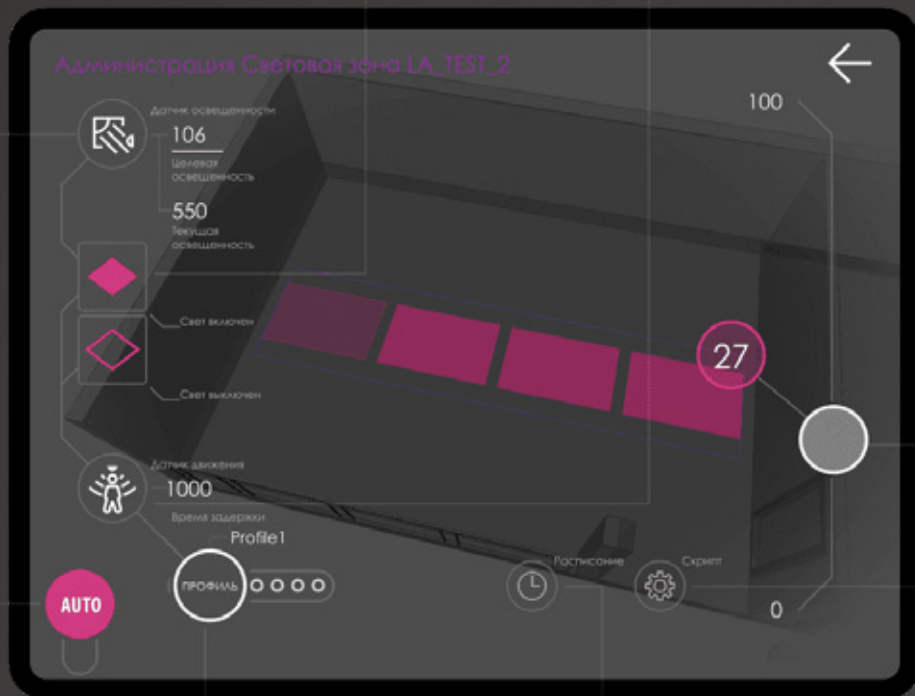 Администрация Световая зона LA_TEST_2
100
Датчик освещенности
106
Целевая
освещенность
550
Текущая
освещенность
Свет включен
27
Свет выключен
Датчик движения
1000
Время задержки
Profile1
Расписание
Скрипт
ПРОФИЛЬ
AUTO
0